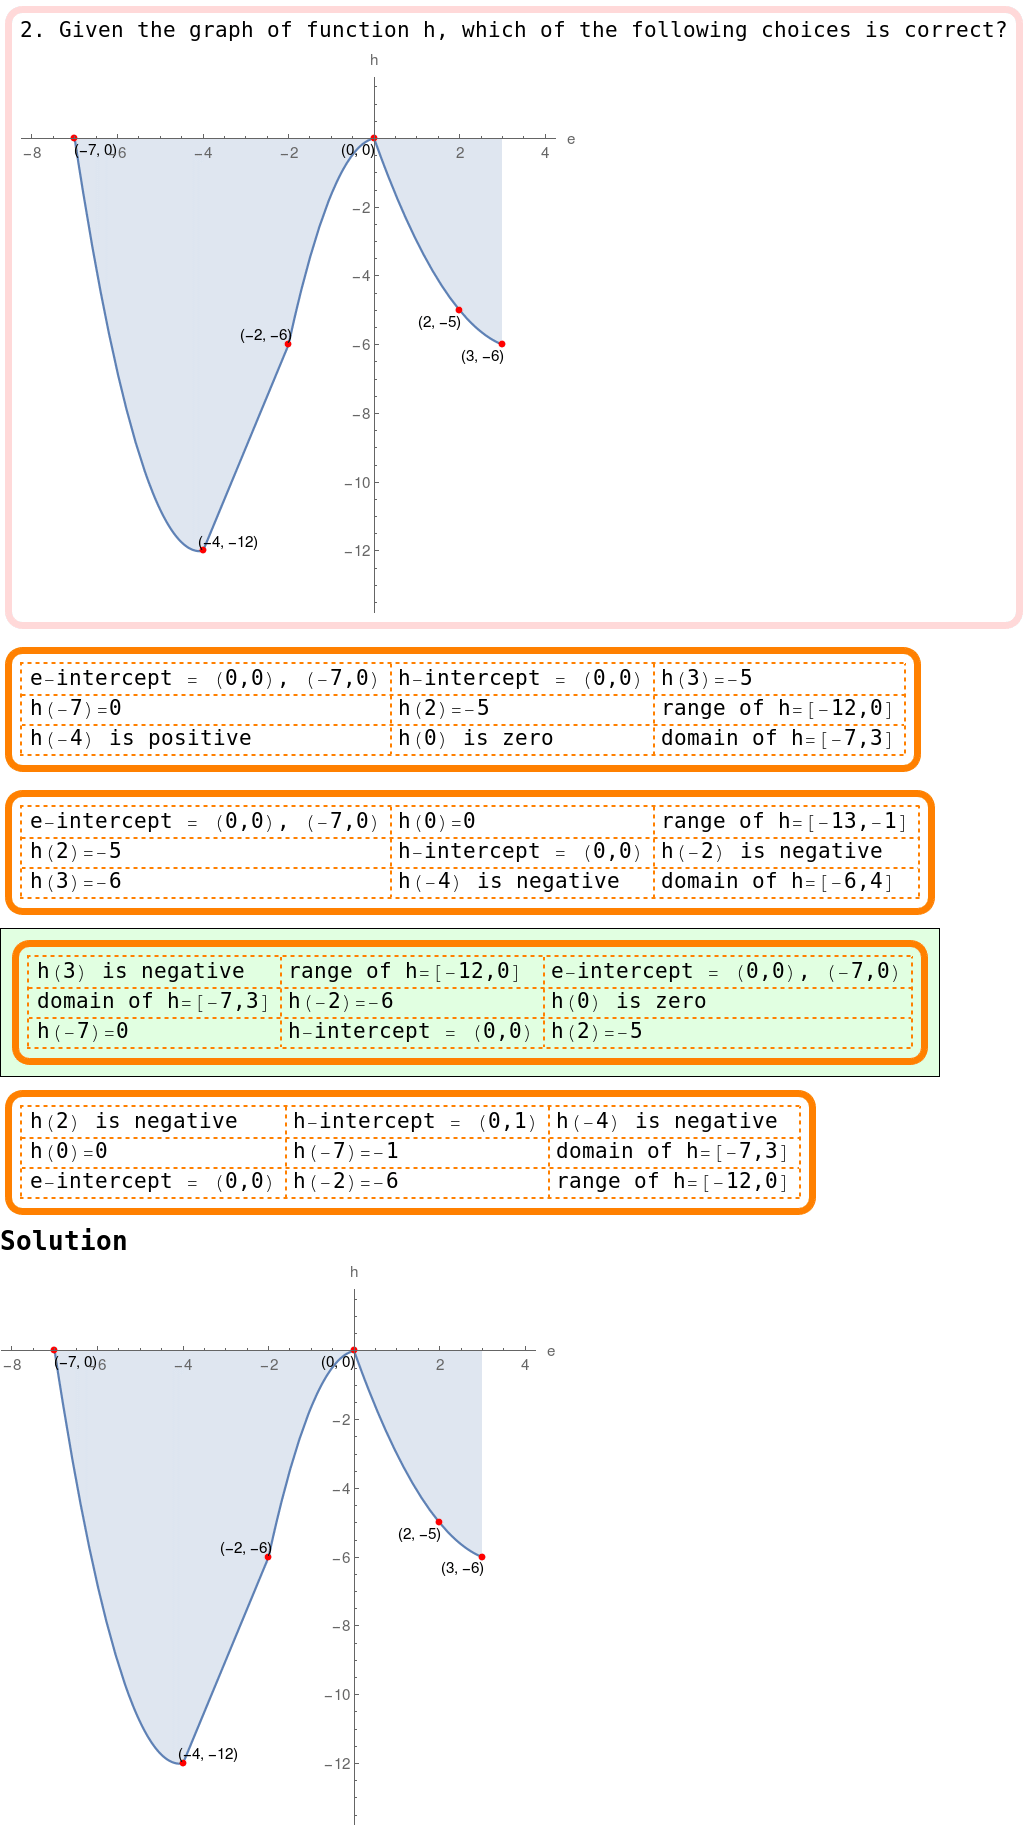 2. Given the graph of function h, which of the following choices is correct?
h
e
−8 (−7, 0) −6 −4 −2 (0, 0) 2 4
−2
−4
(2, −5)
(−2, −6) −6
(3, −6)
−8
−10
(−4, −12) −12
e-intercept = (0,0), (-7,0) h-intercept = (0,0) h(3)=-5
h(-7)=0 h(2)=-5 range of h=[-12,0]
h(-4) is positive h(0) is zero domain of h=[-7,3]
e-intercept = (0,0), (-7,0) h(0)=0 range of h=[-13,-1]
h(2)=-5 h-intercept = (0,0) h(-2) is negative
h(3)=-6 h(-4) is negative domain of h=[-6,4]
h(3) is negative range of h=[-12,0] e-intercept = (0,0), (-7,0)
domain of h=[-7,3] h(-2)=-6 h(0) is zero
h(-7)=0 h-intercept = (0,0) h(2)=-5
h(2) is negative h-intercept = (0,1) h(-4) is negative
h(0)=0 h(-7)=-1 domain of h=[-7,3]
e-intercept = (0,0) h(-2)=-6 range of h=[-12,0]
Solution
h
e
−8 (−7, 0) −6 −4 −2 (0, 0) 2 4
−2
−4
(2, −5)
(−2, −6) −6
(3, −6)
−8
−10
(−4, −12) −12